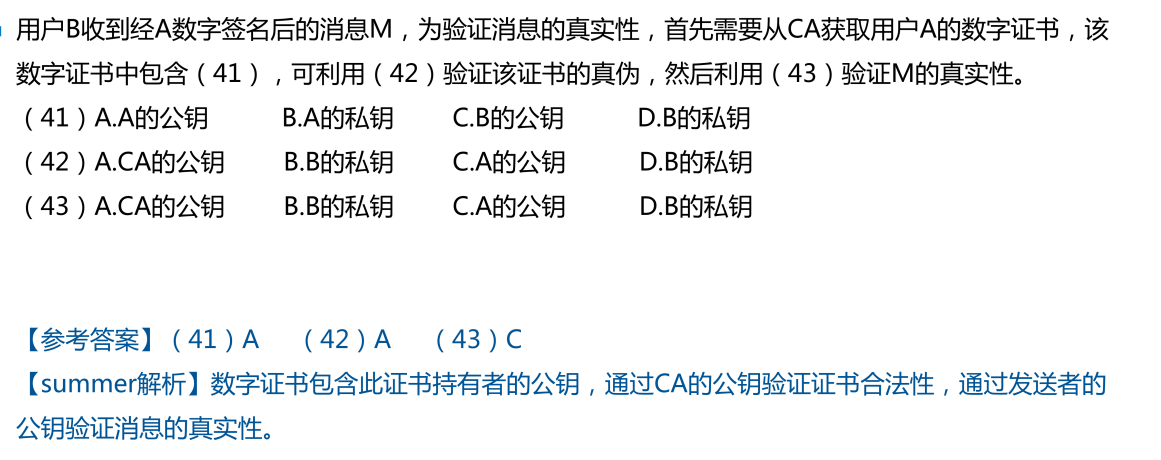 用户B收到经A数字签名后的消息M，为验证消息的真实性，首先需要从CA获取用户A的数字证书，该
数字证书中包含（41），可利用（42）验证该证书的真伪，然后利用（43）验证M的真实性。
（41）A.A的公钥 B.A的私钥 C.B的公钥 D.B的私钥
（42）A.CA的公钥 B.B的私钥 C.A的公钥 D.B的私钥
（43）A.CA的公钥 B.B的私钥 C.A的公钥 D.B的私钥
【参考答案】（41）A （42）A （43）C
【summer解析】数字证书包含此证书持有者的公钥，通过CA的公钥验证证书合法性，通过发送者的
公钥验证消息的真实性。